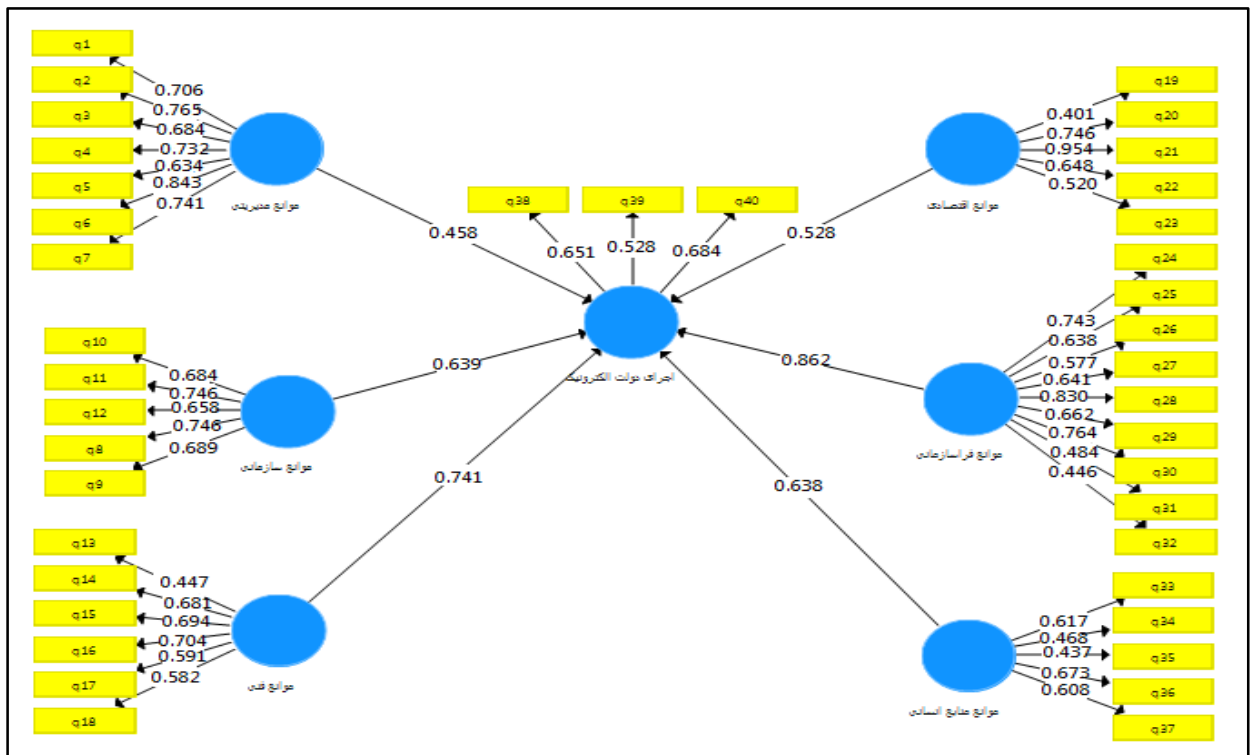 q1
q2
q3
q4
q5
q6
q7
0.706
0.765
0.684
0.732
0.634
0.843
0.741
موانع مدیریتی
0.458
q38
q39
q40
0.651
0.528
0.684
اجرای دولت الکترونیک
q19
q20
q21
q22
q23
0.401
0.746
0.954
0.648
0.520
موانع اقتصادی
0.528
q10
q11
q12
q8
q9
0.684
0.746
0.658
0.746
0.689
موانع سازمانی
0.639
q24
q25
q26
q27
q28
q29
q30
q31
q32
0.743
0.638
0.577
0.641
0.830
0.662
0.764
0.484
0.446
موانع فراسازمانی
0.862
q13
q14
q15
q16
q17
q18
0.447
0.681
0.694
0.704
0.591
0.582
موانع فنی
0.741
q33
q34
q35
q36
q37
0.617
0.468
0.437
0.673
0.608
موانع منابع انسانی
0.638